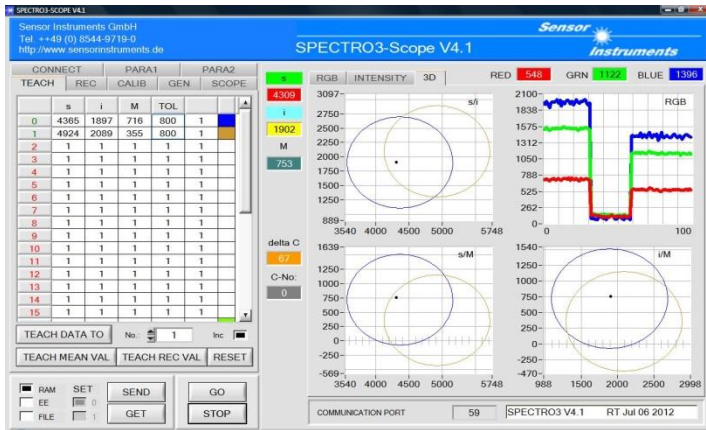 SPECTRO3-SCOPE V4.1
Sensor Instruments GmbH
Tel. ++49 (0) 8544-9719-0
http://www.sensorinstruments.de
SPECTRO3-Scope V4.1
Sensor
Instruments
CONNECT PARA1 PARA2
TEACH REC CALIB GEN SCOPE
s i M TOL
0 4365 1897 716 800 1
1 4924 2089 355 800 1
2 1 1 1 1 1
3 1 1 1 1 1
4 1 1 1 1 1
5 1 1 1 1 1
6 1 1 1 1 1
7 1 1 1 1 1
8 1 1 1 1 1
9 1 1 1 1 1
10 1 1 1 1 1
11 1 1 1 1 1
12 1 1 1 1 1
13 1 1 1 1 1
14 1 1 1 1 1
15 1 1 1 1 1
TEACH DATA TO No.: 1 Inc
TEACH MEAN VAL TEACH REC VAL RESET
RAM SET SEND GO
EE 0
FILE 1 GET STOP
s
4309
i
1902
M
753
delta C
67
C-No:
0
RGB INTENSITY 3D RED 548 GRN 1122 BLUE 1396
s/i
3097-
2750-
2500-
2250-
2000-
1750-
1500-
1250-
889-
3540 4000 4500 5000 5748
RGB
2100-
1838-
1575-
1312-
1050-
788-
525-
262-
0-
0 100
s/M
1639-
1250-
1000-
750-
500-
250-
0-
-250-
-569-
3540 4000 4500 5000 5748
i/M
1540-
1250-
1000-
750-
500-
250-
0-
-250-
-470-
988 1500 2000 2500 2998
COMMUNICATION PORT 59 SPECTRO3 V4.1 RT Jul 06 2012